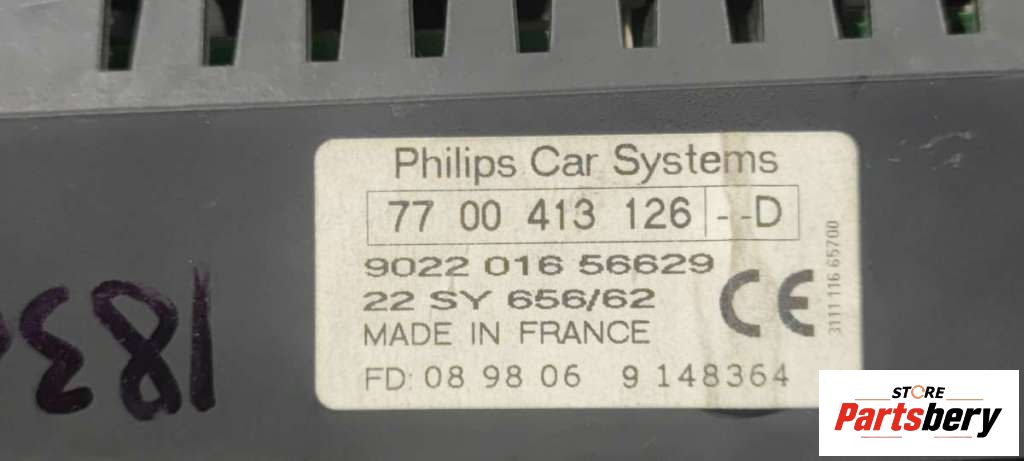 Philips Car Systems
77 00 413 126 --D
9022 016 56629
22 SY 656/62
MADE IN FRANCE
FD: 08 98 06 9 148364
3111 116 65700
CE
STORE
Partsbery